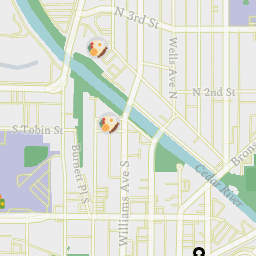 N 3rd St
Wells Ave N
N 2nd St
S Tobin St
Burnett Pl S
Williams Ave S
Cedar River
Brons